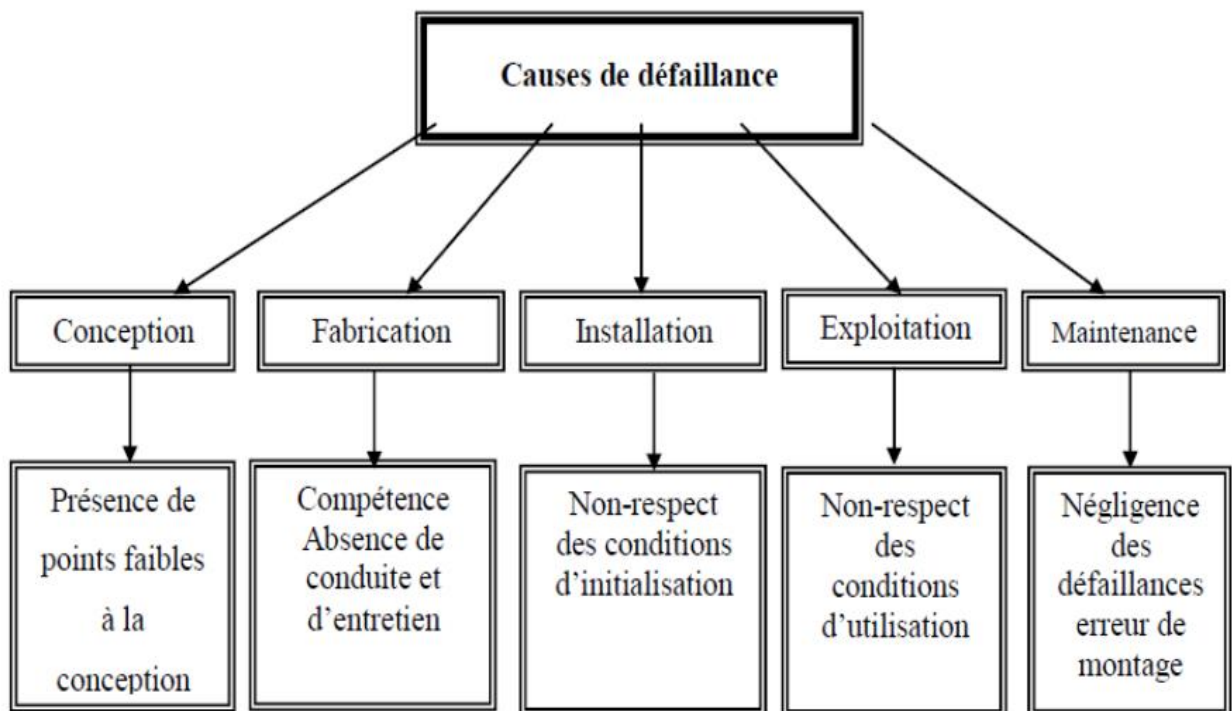 Causes de défaillance
Conception
Fabrication
Installation
Exploitation
Maintenance
Présence de
points faibles
à la
conception
Compétence
Absence de
conduite et
d'entretien
Non-respect
des conditions
d'initialisation
Non-respect
des
conditions
d'utilisation
Négligence
des
défaillances
erreur de
montage